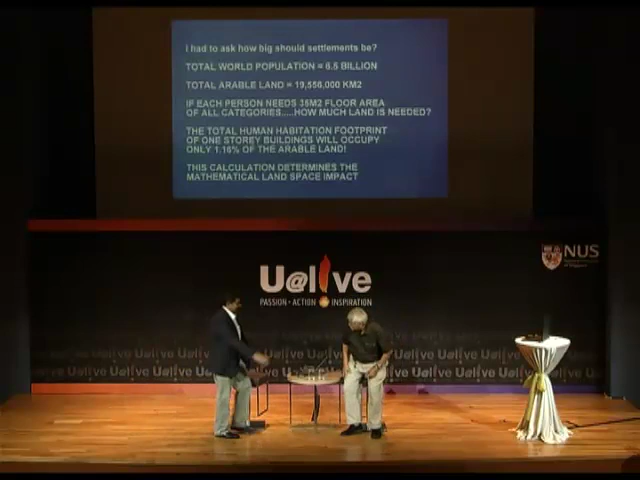 I had to ask how big should settlements be?
TOTAL WORLD POPULATION = 6.5 BILLION
TOTAL ARABLE LAND = 19,556,000 KM2
IF EACH PERSON NEEDS 35M2 FLOOR AREA
OF ALL CATEGORIES.....HOW MUCH LAND IS NEEDED?
THE TOTAL HUMAN HABITATION FOOTPRINT
OF ONE STOREY BUILDINGS WILL OCCUPY
ONLY 1.16% OF THE ARABLE LAND!
THIS CALCULATION DETERMINES THE
MATHEMATICAL LAND SPACE IMPACT
NUS
U@live
PASSION • ACTION • INSPIRATION